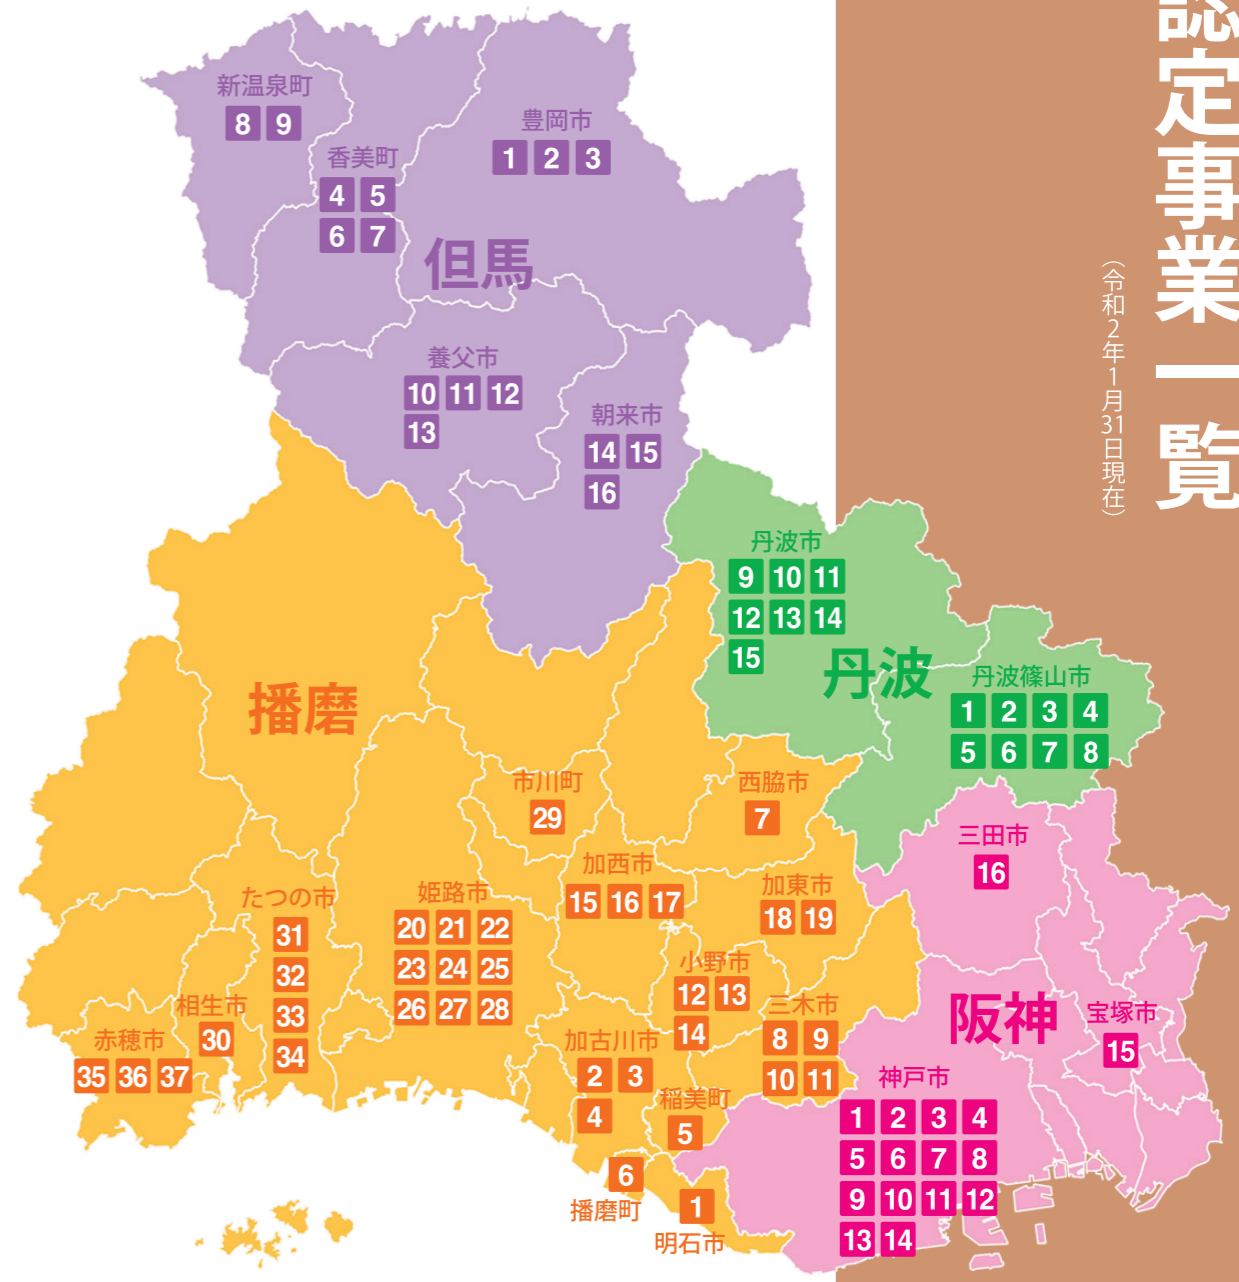 認定事業一覧
(令和2年1月31日現在)
新温泉町
8 9
豊岡市
1 2 3
香美町
4 5
6 7
但馬
養父市
10 11 12
13
朝来市
14 15
16
丹波市
9 10 11
12 13 14
15
丹波
丹波篠山市
1 2 3 4
5 6 7 8
播磨
市川町
29
西脇市
7
加西市
15 16 17
加東市
18 19
たつの市
31
32
33
34
姫路市
20 21 22
23 24 25
26 27 28
小野市
12 13
14
三木市
8 9
10 11
相生市
30
赤穂市
35 36 37
加古川市
2 3
4
稲美町
5
6
播磨町
1
明石市
三田市
16
阪神
宝塚市
15
神戸市
1 2 3 4
5 6 7 8
9 10 11 12
13 14